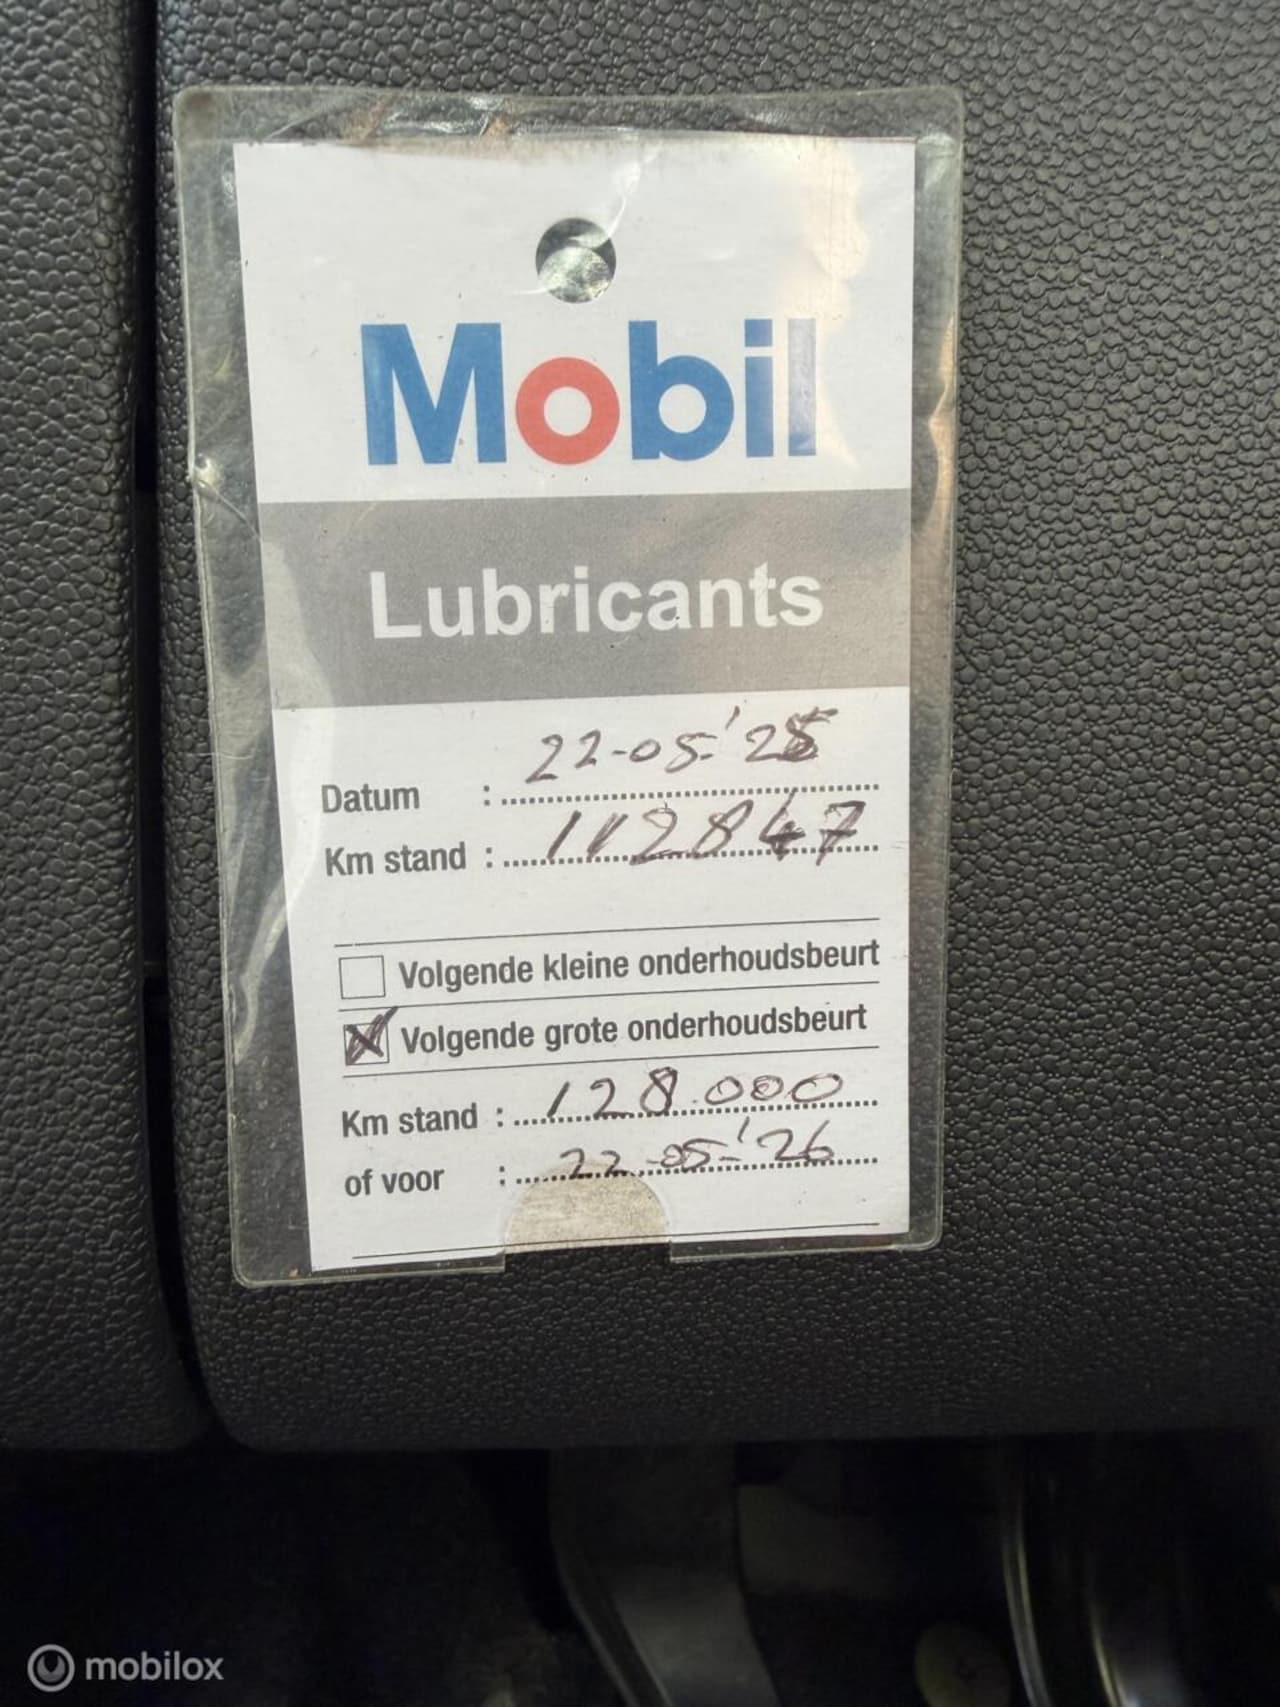 Mobil
Lubricants
Datum : 22-05-'25
Km stand : 112847
Volgende kleine onderhoudsbeurt
Volgende grote onderhoudsbeurt
Km stand : 128.000
of voor : 22-05-'26
mobilox